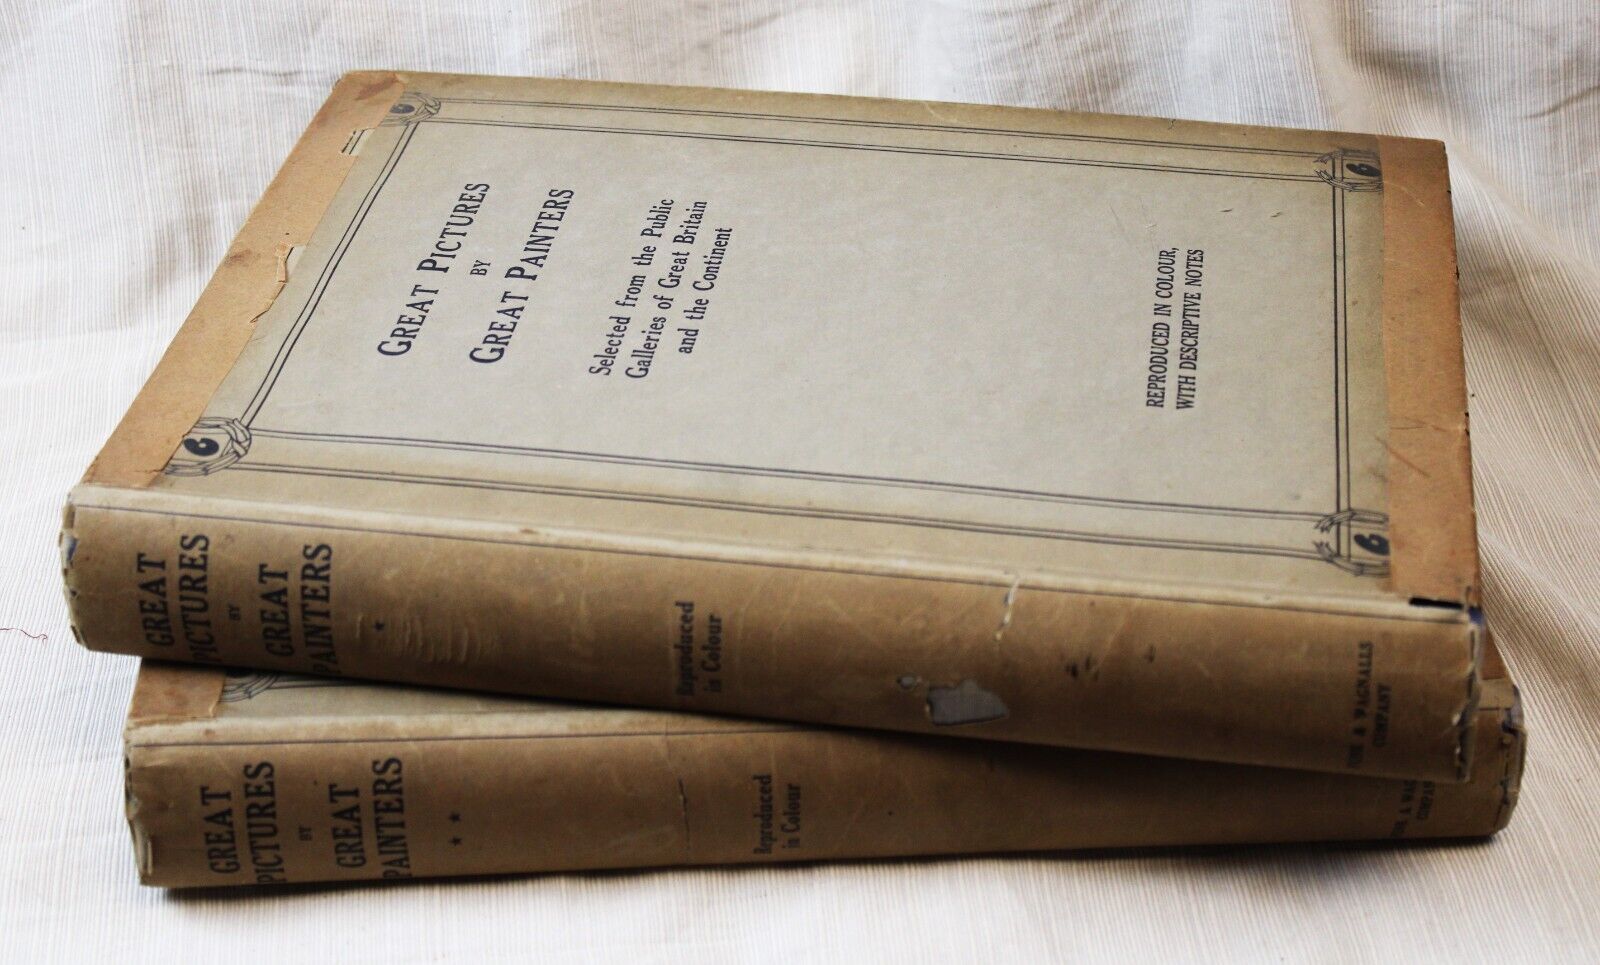 GREAT PICTURES
BY
GREAT PAINTERS
Selected from the Public
Galleries of Great Britain
and the Continent
REPRODUCED IN COLOUR,
WITH DESCRIPTIVE NOTES
GREAT
PICTURES
BY
GREAT
PAINTERS
*
Reproduced
in Colour
FUNK & WAGNALLS
COMPANY
GREAT
PICTURES
BY
GREAT
PAINTERS
* *
Reproduced
in Colour